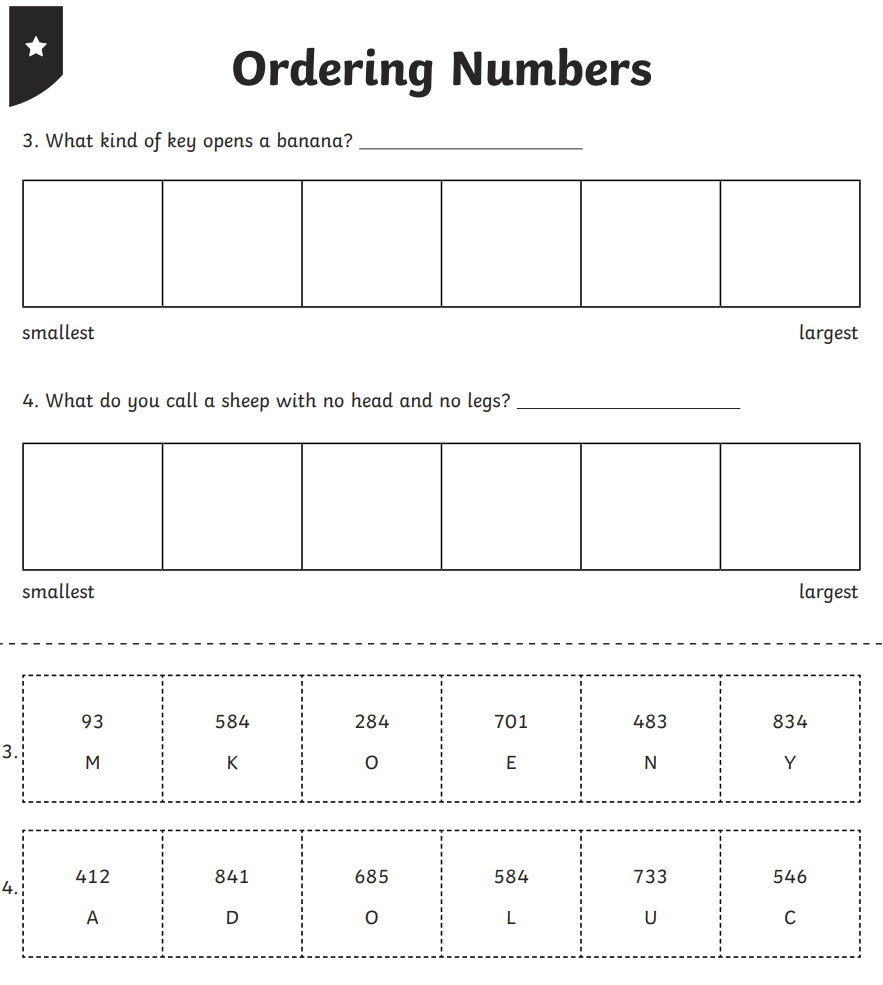 Ordering Numbers
3. What kind of key opens a banana? ____________________
smallest largest
4. What do you call a sheep with no head and no legs? ____________________
smallest largest
3.
93 584 284 701 483 834
M K O E N Y
4.
412 841 685 584 733 546
A D O L U C